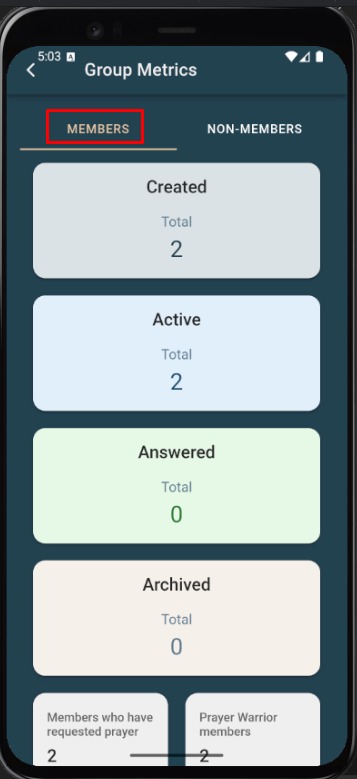 5:03 A
Group Metrics
MEMBERS NON-MEMBERS
Created
Total
2
Active
Total
2
Answered
Total
0
Archived
Total
0
Members who have
requested prayer
2
Prayer Warrior
members
2